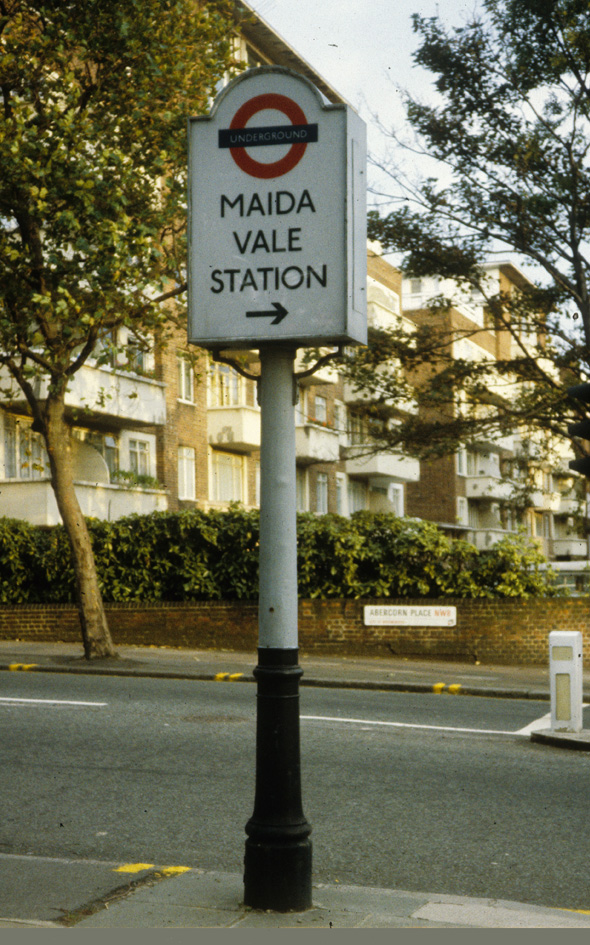 UNDERGROUND
MAIDA
VALE
STATION
ABERCORN PLACE NW8